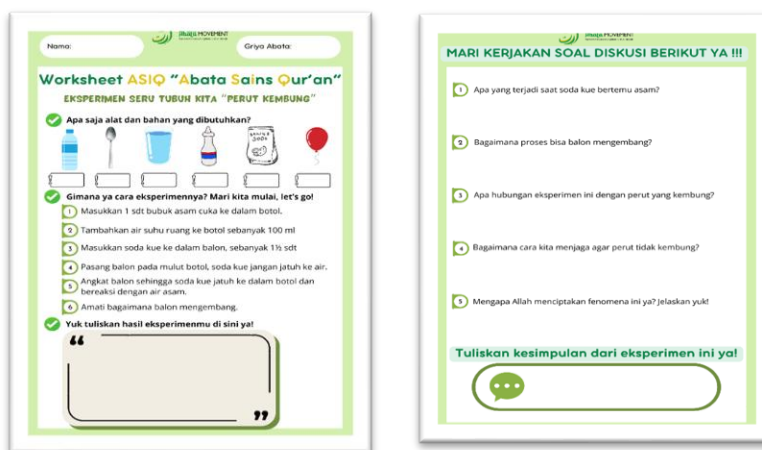 Nama:
MOVEMENT
Griya Abata:
Worksheet ASIQ “Abata Sains Qur’an”
EKSPERIMEN SERU TUBUH KITA “PERUT KEMBUNG”
Apa saja alat dan bahan yang dibutuhkan?
BAKING SODA
Gimana ya cara eksperimennya? Mari kita mulai, let’s go!
1 Masukkan 1 sdt bubuk asam cuka ke dalam botol.
2 Tambahkan air suhu ruang ke botol sebanyak 100 ml
3 Masukkan soda kue ke dalam balon, sebanyak 1½ sdt
4 Pasang balon pada mulut botol, soda kue jangan jatuh ke air.
5 Angkat balon sehingga soda kue jatuh ke dalam botol dan
bereaksi dengan air asam.
6 Amati bagaimana balon mengembang.
Yuk tuliskan hasil eksperimenmu di sini ya!
MOVEMENT
MARI KERJAKAN SOAL DISKUSI BERIKUT YA !!!
1 Apa yang terjadi saat soda kue bertemu asam?
2 Bagaimana proses bisa balon mengembang?
3 Apa hubungan eksperimen ini dengan perut yang kembung?
4 Bagaimana cara kita menjaga agar perut tidak kembung?
5 Mengapa Allah menciptakan fenomena ini ya? Jelaskan yuk!
Tuliskan kesimpulan dari eksperimen ini ya!